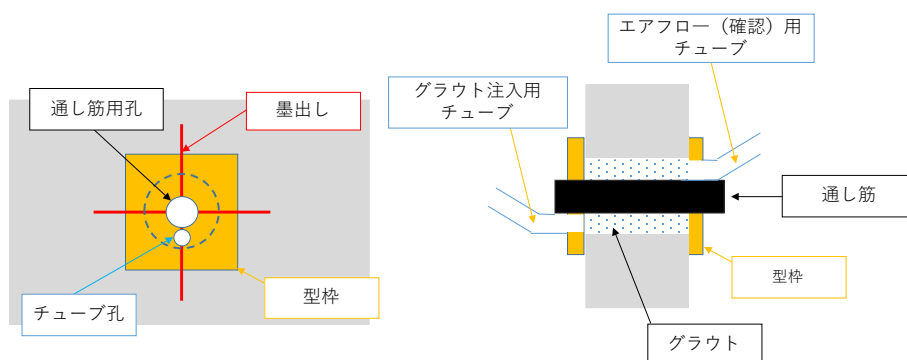 通し筋用孔
墨出し
チューブ孔
型枠
エアフロー（確認）用
チューブ
グラウト注入用
チューブ
通し筋
型枠
グラウト